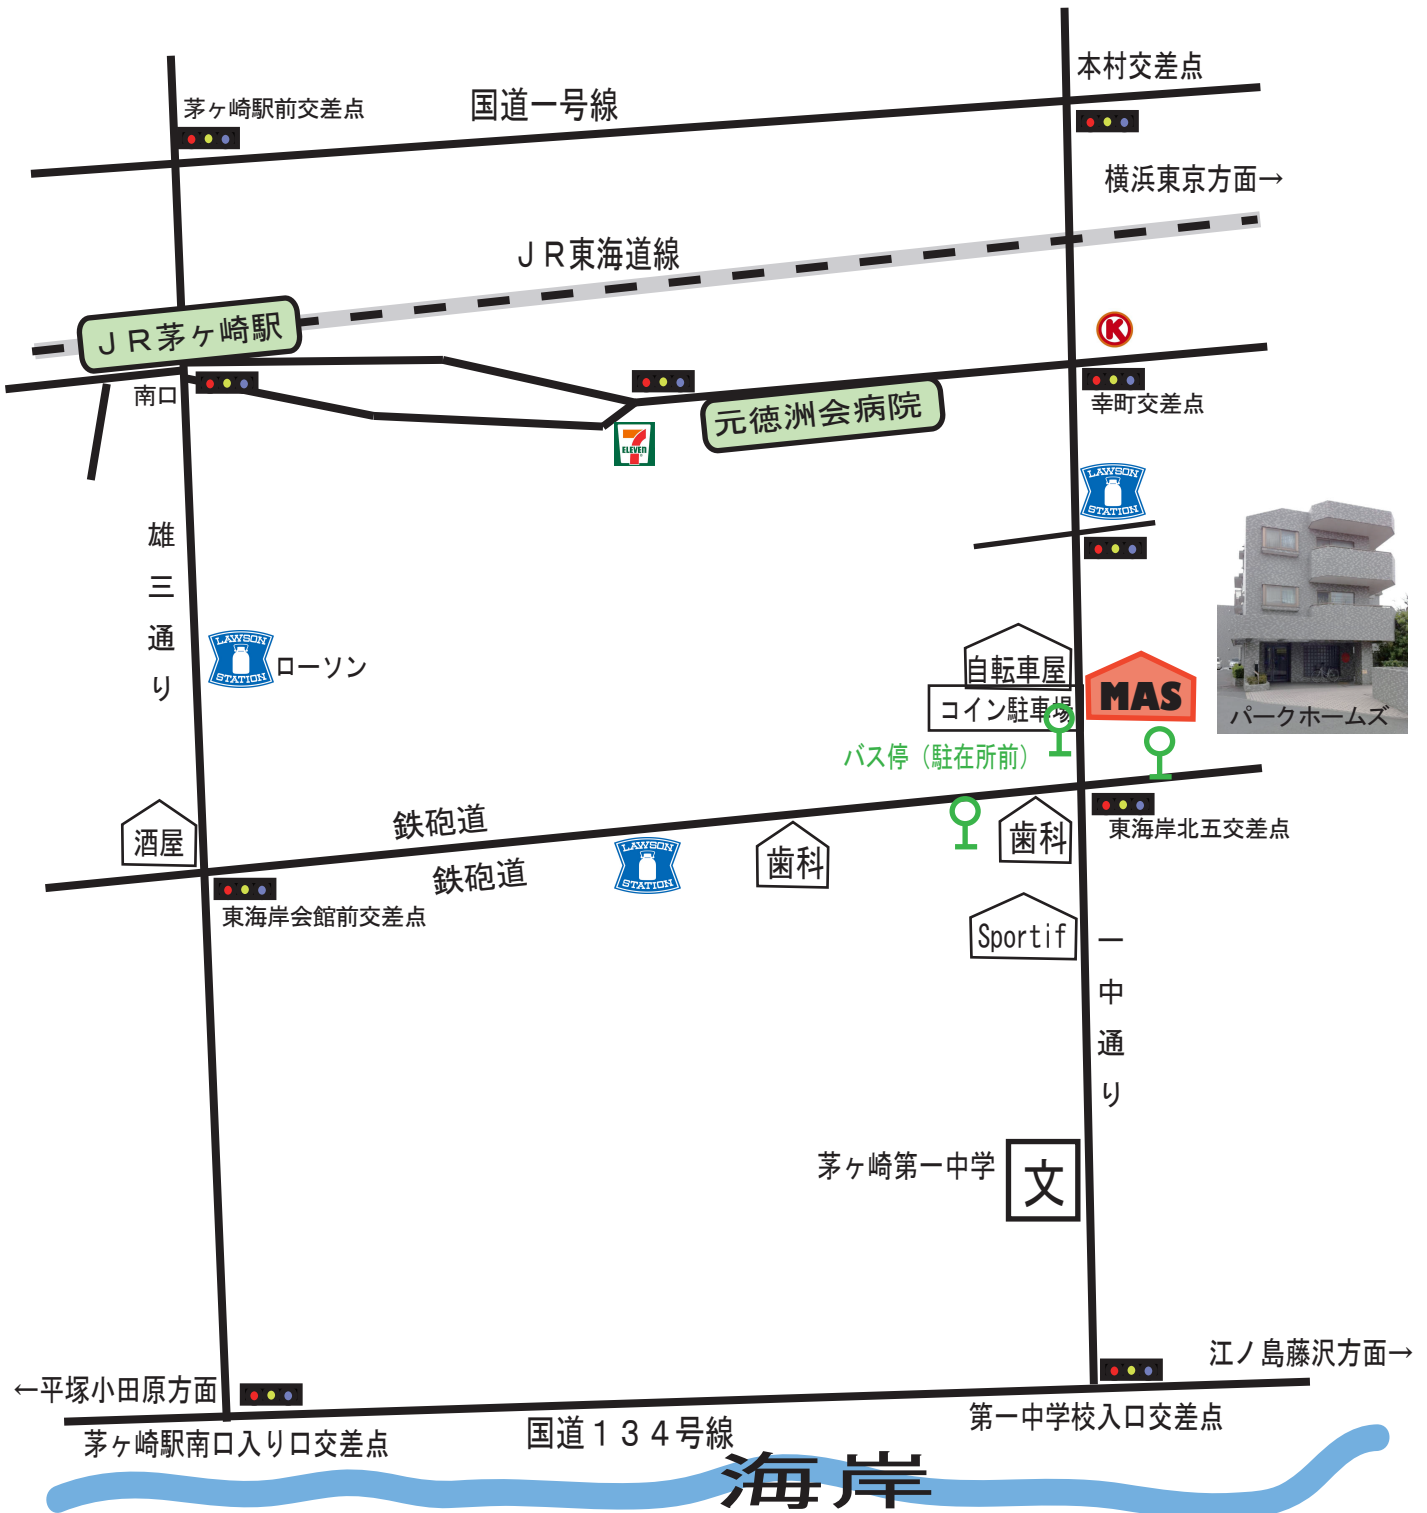 本村交差点
茅ヶ崎駅前交差点
国道一号線
横浜東京方面→
ＪＲ東海道線
ＪＲ茅ヶ崎駅
K
南口
元徳洲会病院
幸町交差点
7
ELEVEN
LAWSON
STATION
雄三通り
LAWSON
STATION
ローソン
自転車屋
MAS
コイン駐車場
パークホームズ
バス停（駐在所前）
鉄砲道
酒屋
歯科
東海岸北五交差点
LAWSON
STATION
歯科
鉄砲道
東海岸会館前交差点
Sportif
一中通り
茅ヶ崎第一中学
文
江ノ島藤沢方面→
←平塚小田原方面
第一中学校入口交差点
国道１３４号線
茅ヶ崎駅南口入り口交差点
海岸